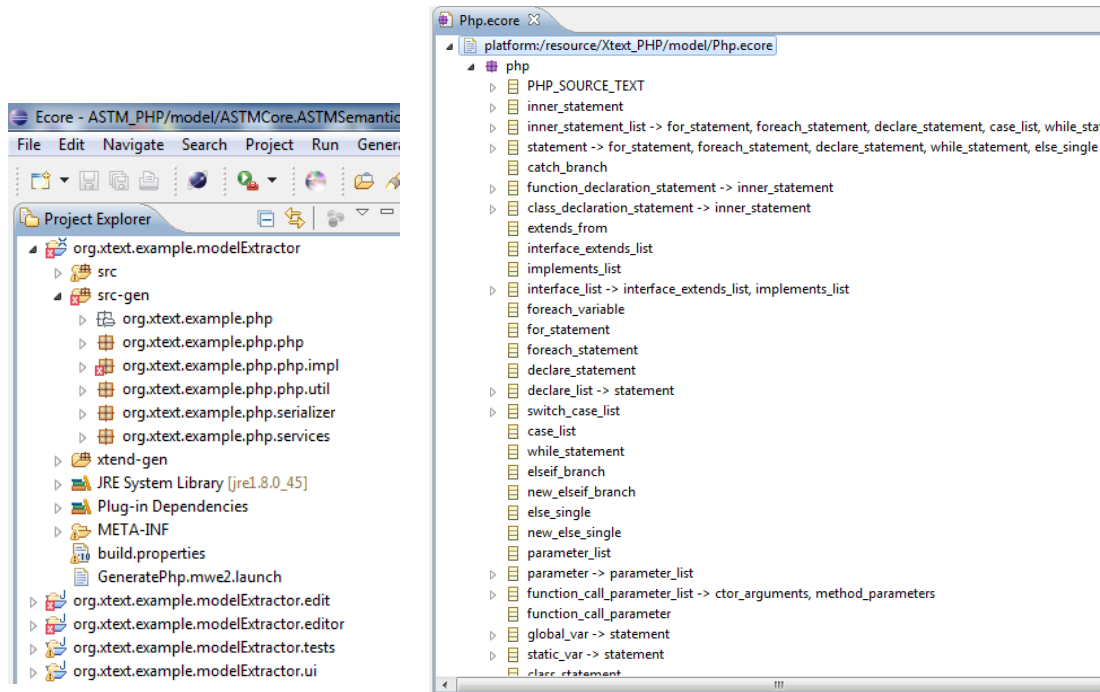 Ecore - ASTM_PHP/model/ASTMCore.ASTMSemantic
File Edit Navigate Search Project Run Genera
Project Explorer
org.xtext.example.modelExtractor
src
src-gen
org.xtext.example.php
org.xtext.example.php.php
org.xtext.example.php.php.impl
org.xtext.example.php.php.util
org.xtext.example.php.serializer
org.xtext.example.php.services
xtend-gen
JRE System Library [jre1.8.0_45]
Plug-in Dependencies
META-INF
build.properties
GeneratePhp.mwe2.launch
org.xtext.example.modelExtractor.edit
org.xtext.example.modelExtractor.editor
org.xtext.example.modelExtractor.tests
org.xtext.example.modelExtractor.ui
Php.ecore
platform:/resource/Xtext_PHP/model/Php.ecore
php
PHP_SOURCE_TEXT
inner_statement
inner_statement_list -> for_statement, foreach_statement, declare_statement, case_list, while_stat
statement -> for_statement, foreach_statement, declare_statement, while_statement, else_single
catch_branch
function_declaration_statement -> inner_statement
class_declaration_statement -> inner_statement
extends_from
interface_extends_list
implements_list
interface_list -> interface_extends_list, implements_list
foreach_variable
for_statement
foreach_statement
declare_statement
declare_list -> statement
switch_case_list
case_list
while_statement
elseif_branch
new_elseif_branch
else_single
new_else_single
parameter_list
parameter -> parameter_list
function_call_parameter_list -> ctor_arguments, method_parameters
function_call_parameter
global_var -> statement
static_var -> statement
class_statement